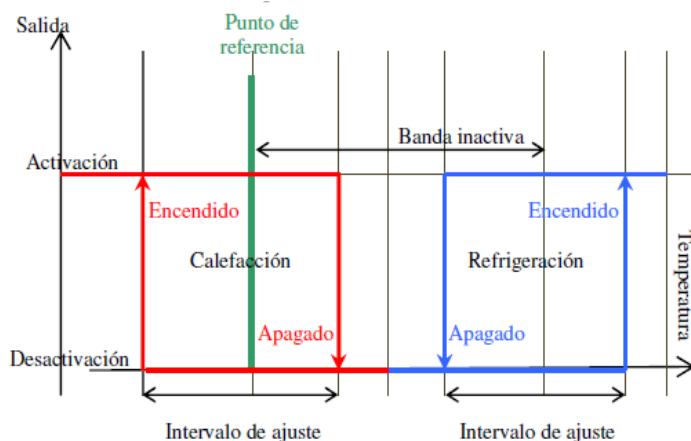 Salida
Punto de
referencia
Banda inactiva
Activación
Encendido
Encendido
Calefacción
Refrigeración
Temperatura
Apagado
Apagado
Desactivación
Intervalo de ajuste
Intervalo de ajuste